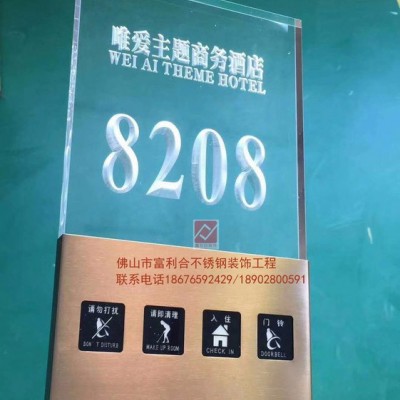 唯爱主题商务酒店
WEI AI THEME HOTEL
8208
佛山市富利合不锈钢装饰工程
联系电话18676592429/18902800591
请勿打扰
DON'T DISTURB
请即清理
MAKE UP ROOM
入住
CHECK IN
门铃
DOORBELL